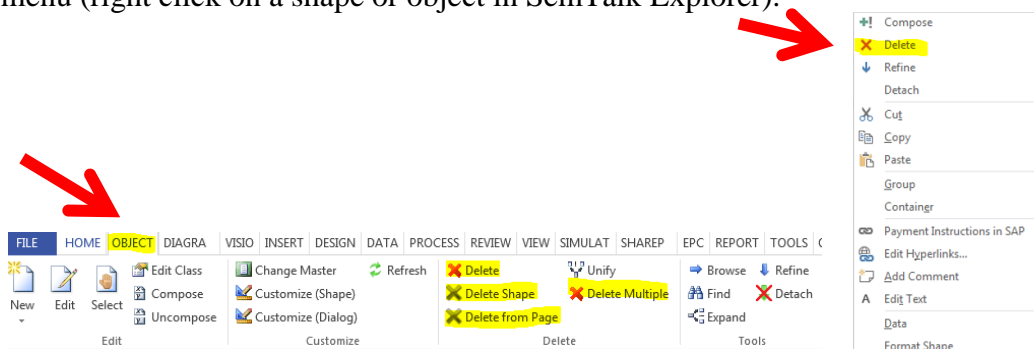 menu (right click on a shape or object in SemTalk Explorer).
Compose
Delete
Refine
Detach
Cut
Copy
Paste
Group
Container
Payment Instructions in SAP
Edit Hyperlinks...
Add Comment
Edit Text
Data
Format Shape
FILE HOME OBJECT DIAGRA VISIO INSERT DESIGN DATA PROCESS REVIEW VIEW SIMULAT SHAREP EPC REPORT TOOLS
Edit Class Change Master Refresh Delete Unify Browse Refine
New Edit Select Compose Customize (Shape) Delete Shape Delete Multiple Find Detach
Uncompose Customize (Dialog) Delete from Page Expand
Edit Customize Delete Tools